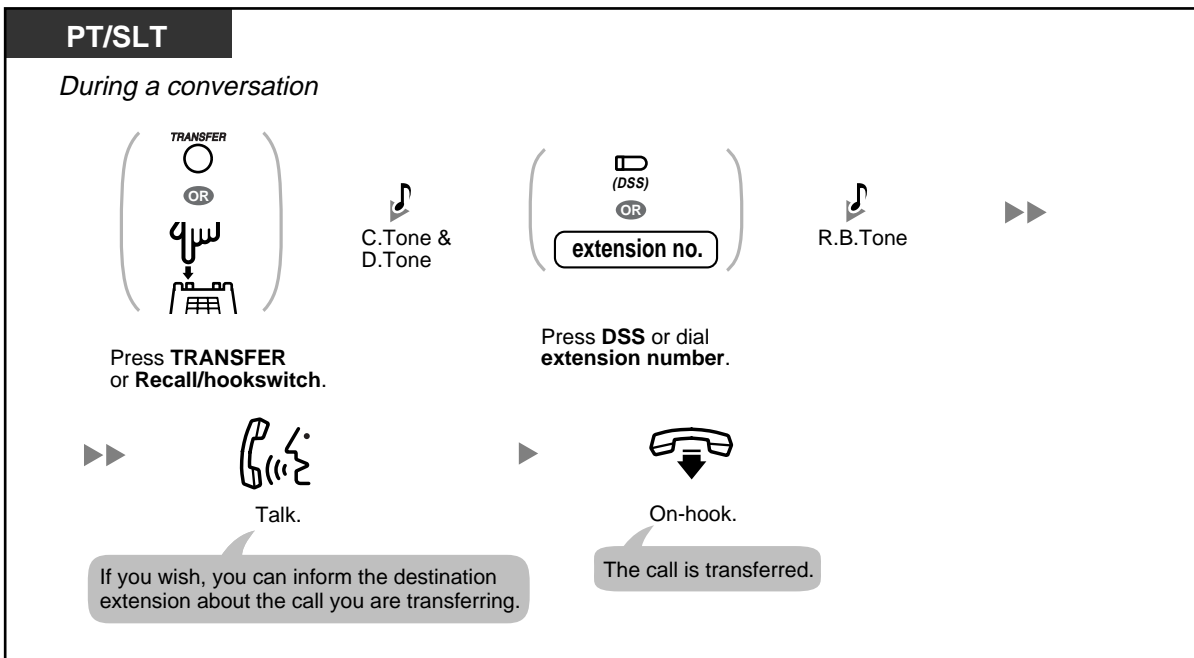 PT/SLT
During a conversation
TRANSFER
OR
C.Tone &
D.Tone
(DSS)
OR
extension no.
R.B.Tone
Press TRANSFER
or Recall/hookswitch.
Press DSS or dial
extension number.
Talk.
On-hook.
If you wish, you can inform the destination
extension about the call you are transferring.
The call is transferred.